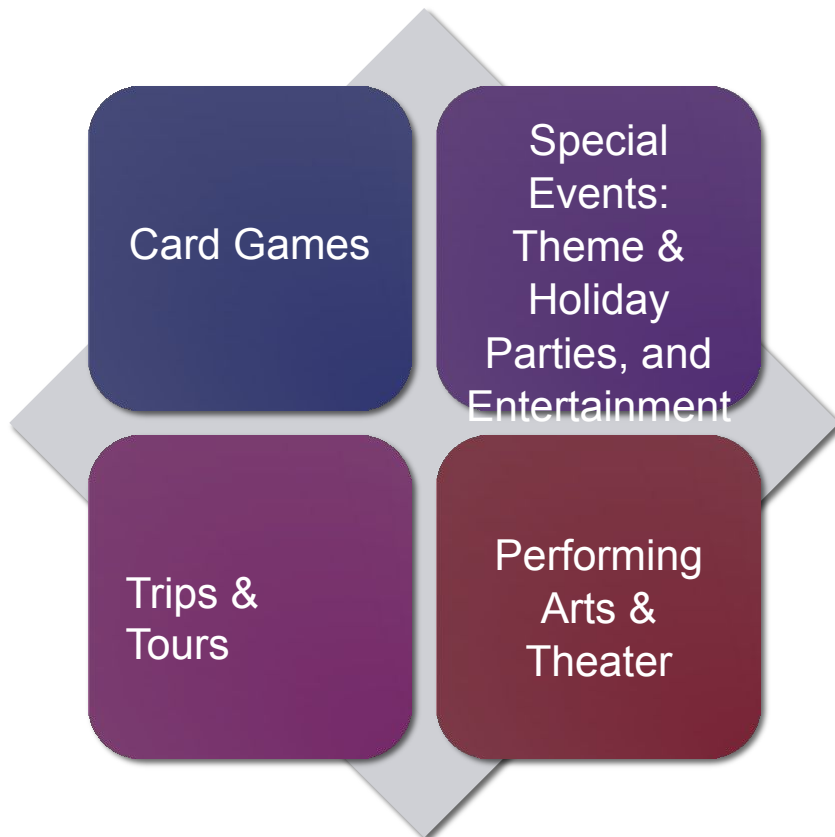 Card Games
Special
Events:
Theme &
Holiday
Parties, and
Entertainment
Trips &
Tours
Performing
Arts &
Theater